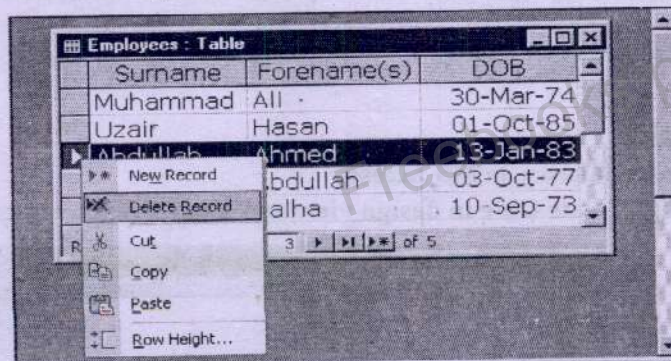 Employees : Table
Surname Forename(s) DOB
Muhammad Ali 30-Mar-74
Uzair Hasan 01-Oct-85
Abdullah Ahmed 13-Jan-83
bdullah 03-Oct-77
alha 10-Sep-73
R 3 of 5
New Record
Delete Record
Cut
Copy
Paste
Row Height...